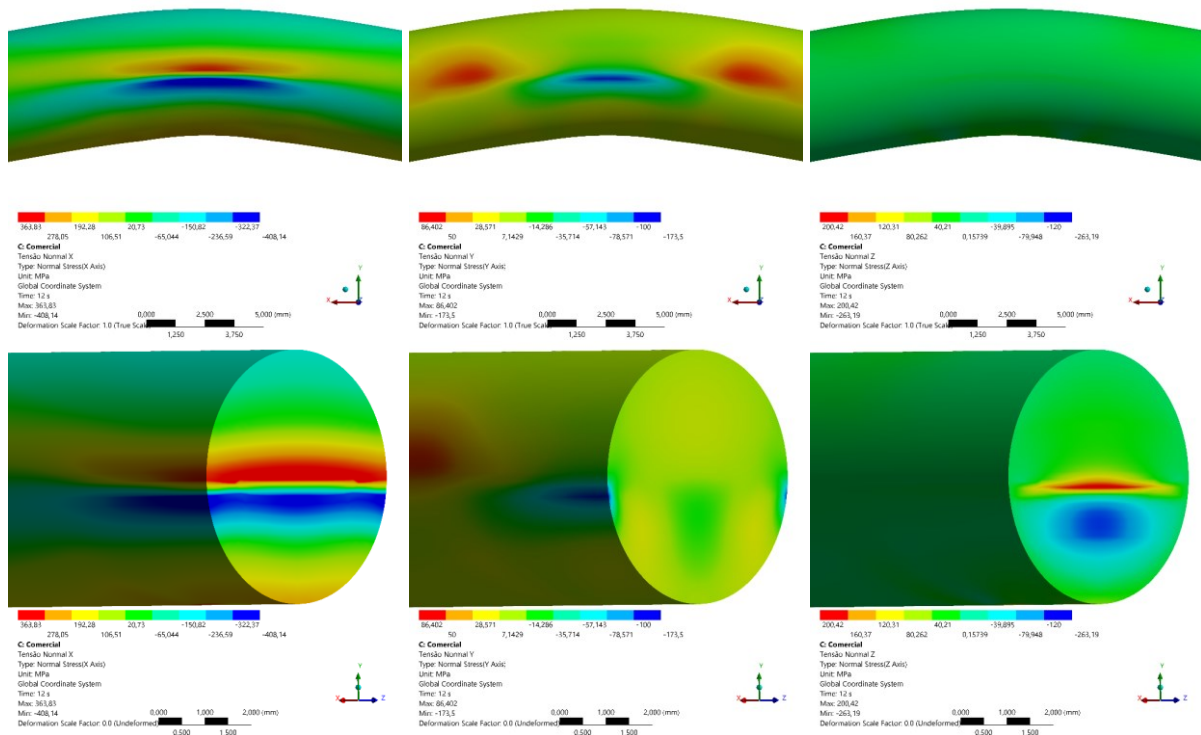 363,83 192,28 20,73 -150,82 -322,37
278,05 106,51 -65,044 -236,59 -408,14
C: Comercial
Tensão Nunnal X
Type: Normal Stress(X Axis)
Unit: MPa
Global Coordinate System
Time: 12 s
Max: 363,83
Min: -408,14
Deformation Scale Factor: 1.0 (True Scale
0,000 2,500 5,000 (mm)
1,250 3,750
Y
X
Z
86,402 28,571 -14,286 -57,143 -100
50 7,1429 -35,714 -78,571 -173,5
C: Comercial
Tensão Nunnal Y
Type: Normal Stress(Y Axis)
Unit: MPa
Global Coordinate System
Time: 12 s
Max: 86,402
Min: -173,5
Deformation Scale Factor: 1.0 (True Scale
0,000 2,500 5,000 (mm)
1,250 3,750
Y
X
Z
200,42 120,31 40,21 -39,895 -120
160,37 80,262 0,15739 -79,948 -263,19
C: Comercial
Tensão Nunnal Z
Type: Normal Stress(Z Axis)
Unit: MPa
Global Coordinate System
Time: 12 s
Max: 200,42
Min: -263,19
Deformation Scale Factor: 1.0 (True Scale
0,000 2,500 5,000 (mm)
1,250 3,750
Y
X
Z
363,83 192,28 20,73 -150,82 -322,37
278,05 106,51 -65,044 -236,59 -408,14
C: Comercial
Tensão Nunnal X
Type: Normal Stress(X Axis)
Unit: MPa
Global Coordinate System
Time: 12 s
Max: 363,83
Min: -408,14
Deformation Scale Factor: 0.0 (Undeformed)
0,000 1,000 2,000 (mm)
0,500 1,500
Y
X
Z
86,402 28,571 -14,286 -57,143 -100
50 7,1429 -35,714 -78,571 -173,5
C: Comercial
Tensão Nunnal Y
Type: Normal Stress(Y Axis)
Unit: MPa
Global Coordinate System
Time: 12 s
Max: 86,402
Min: -173,5
Deformation Scale Factor: 0.0 (Undeformed)
0,000 1,000 2,000 (mm)
0,500 1,500
Y
X
Z
200,42 120,31 40,21 -39,895 -120
160,37 80,262 0,15739 -79,948 -263,19
C: Comercial
Tensão Nunnal Z
Type: Normal Stress(Z Axis)
Unit: MPa
Global Coordinate System
Time: 12 s
Max: 200,42
Min: -263,19
Deformation Scale Factor: 0.0 (Undeformed)
0,000 1,000 2,000 (mm)
0,500 1,500
Y
X
Z